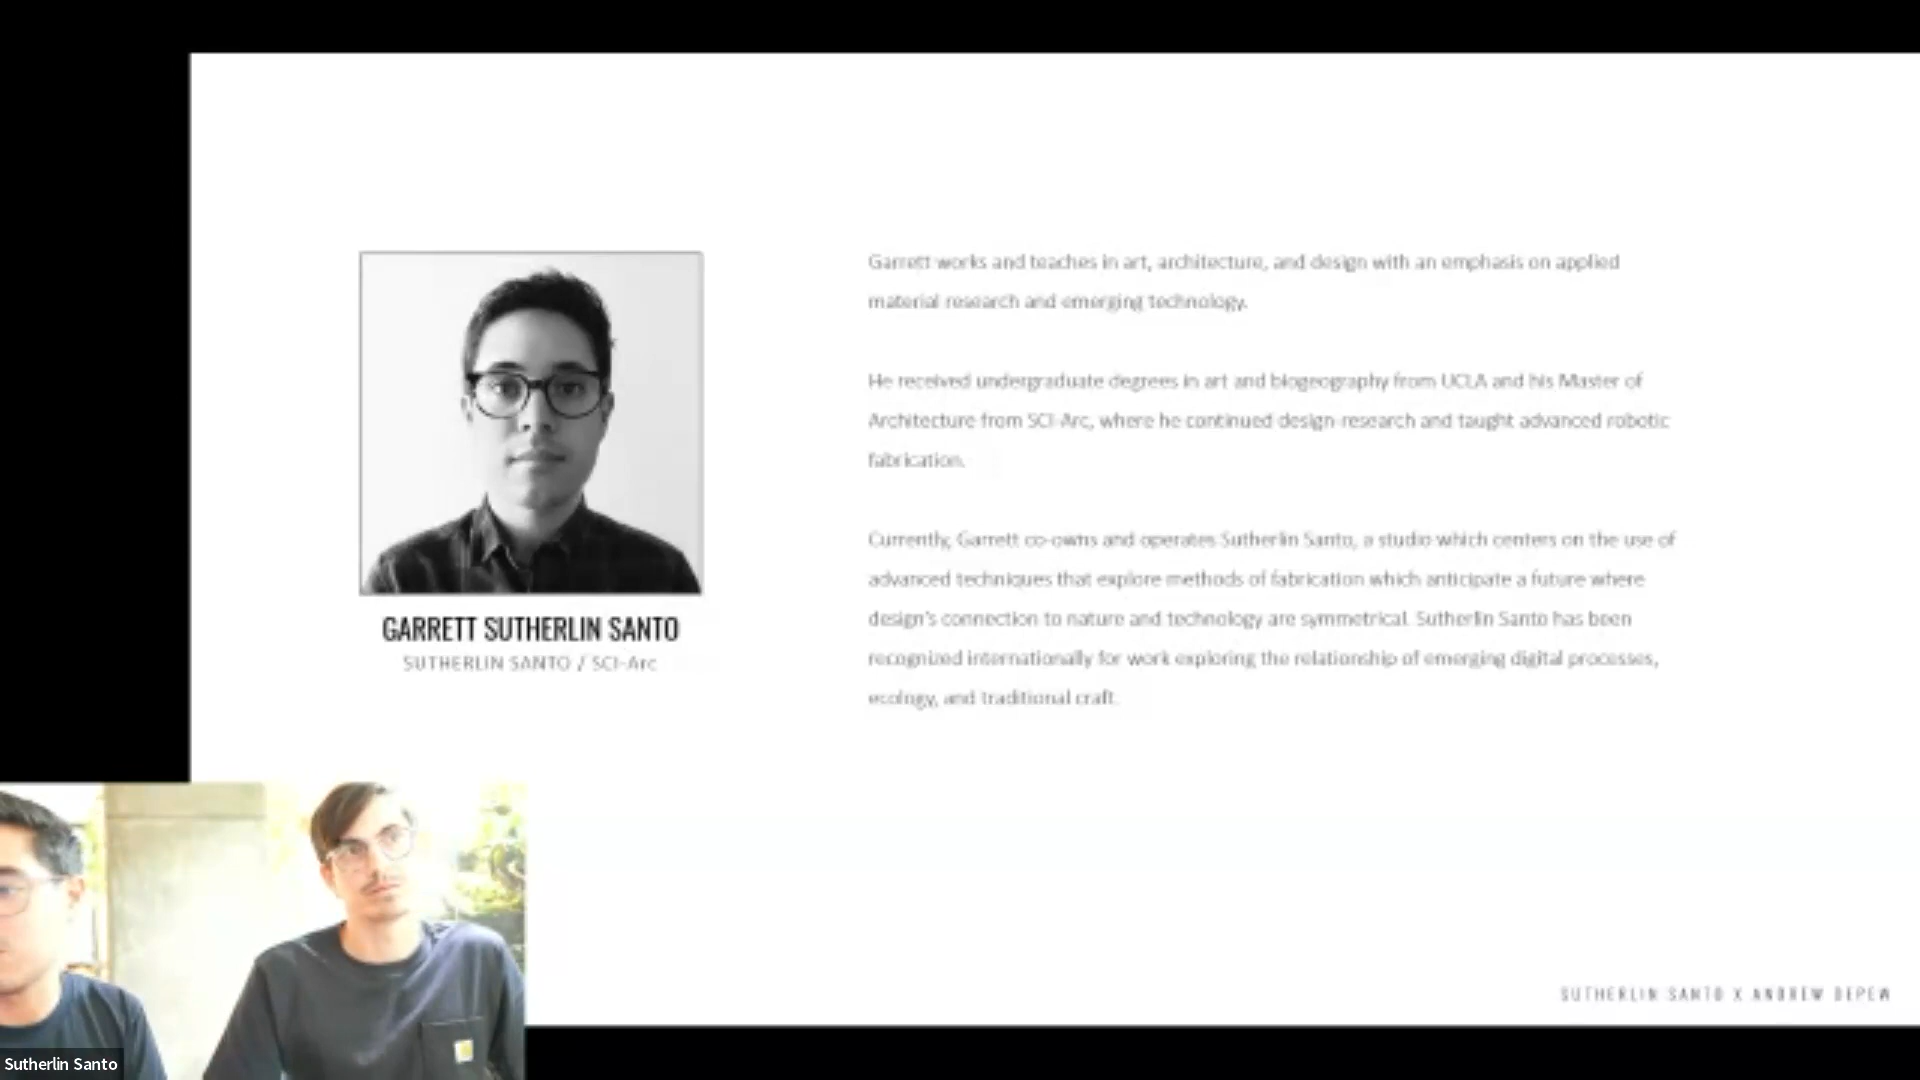 Garrett works and teaches in art, architecture, and design with an emphasis on applied
material research and emerging technology.
He received undergraduate degrees in art and biogeography from UCLA and his Master of
Architecture from SCI-Arc, where he continued design-research and taught advanced robotic
fabrication.
Currently, Garrett co-owns and operates Sutherlin Santo, a studio which centers on the use of
advanced techniques that explore methods of fabrication which anticipate a future where
design's connection to nature and technology are symmetrical. Sutherlin Santo has been
recognized internationally for work exploring the relationship of emerging digital processes,
ecology, and traditional craft.
GARRETT SUTHERLIN SANTO
SUTHERLIN SANTO / SCI-Arc
SUTHERLIN SANTO X ANDREW DEPEW
Sutherlin Santo